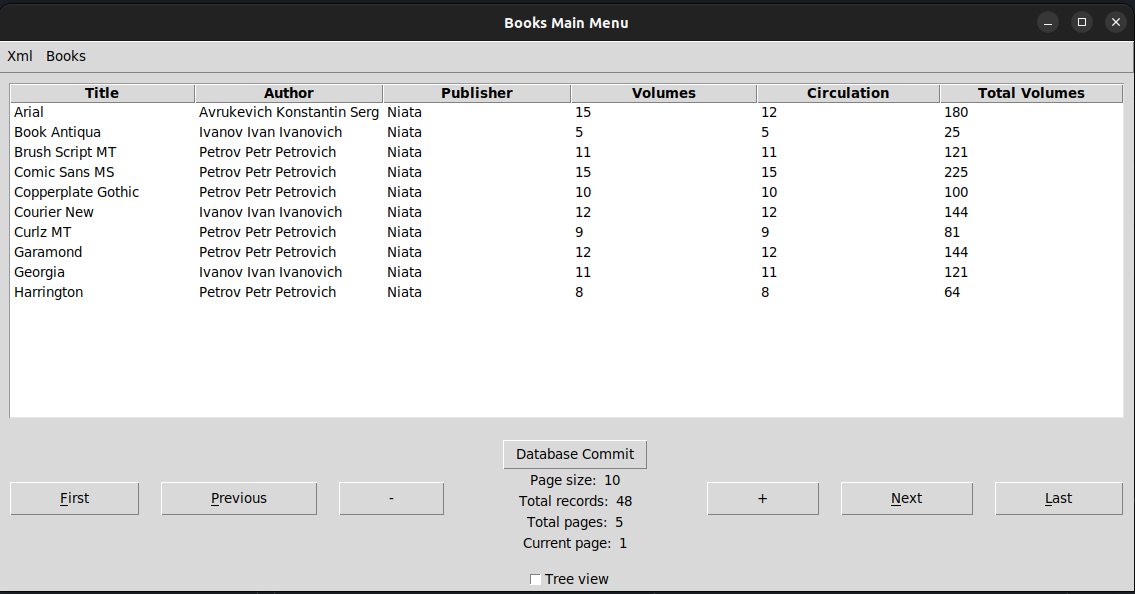 Books Main Menu
Xml Books
Title Author Publisher Volumes Circulation Total Volumes
Arial Avrukevich Konstantin Serg Niata 15 12 180
Book Antiqua Ivanov Ivan Ivanovich Niata 5 5 25
Brush Script MT Petrov Petr Petrovich Niata 11 11 121
Comic Sans MS Petrov Petr Petrovich Niata 15 15 225
Copperplate Gothic Petrov Petr Petrovich Niata 10 10 100
Courier New Ivanov Ivan Ivanovich Niata 12 12 144
Curlz MT Petrov Petr Petrovich Niata 9 9 81
Garamond Petrov Petr Petrovich Niata 12 12 144
Georgia Ivanov Ivan Ivanovich Niata 11 11 121
Harrington Petrov Petr Petrovich Niata 8 8 64
Database Commit
First Previous - + Next Last
Page size: 10
Total records: 48
Total pages: 5
Current page: 1
Tree view